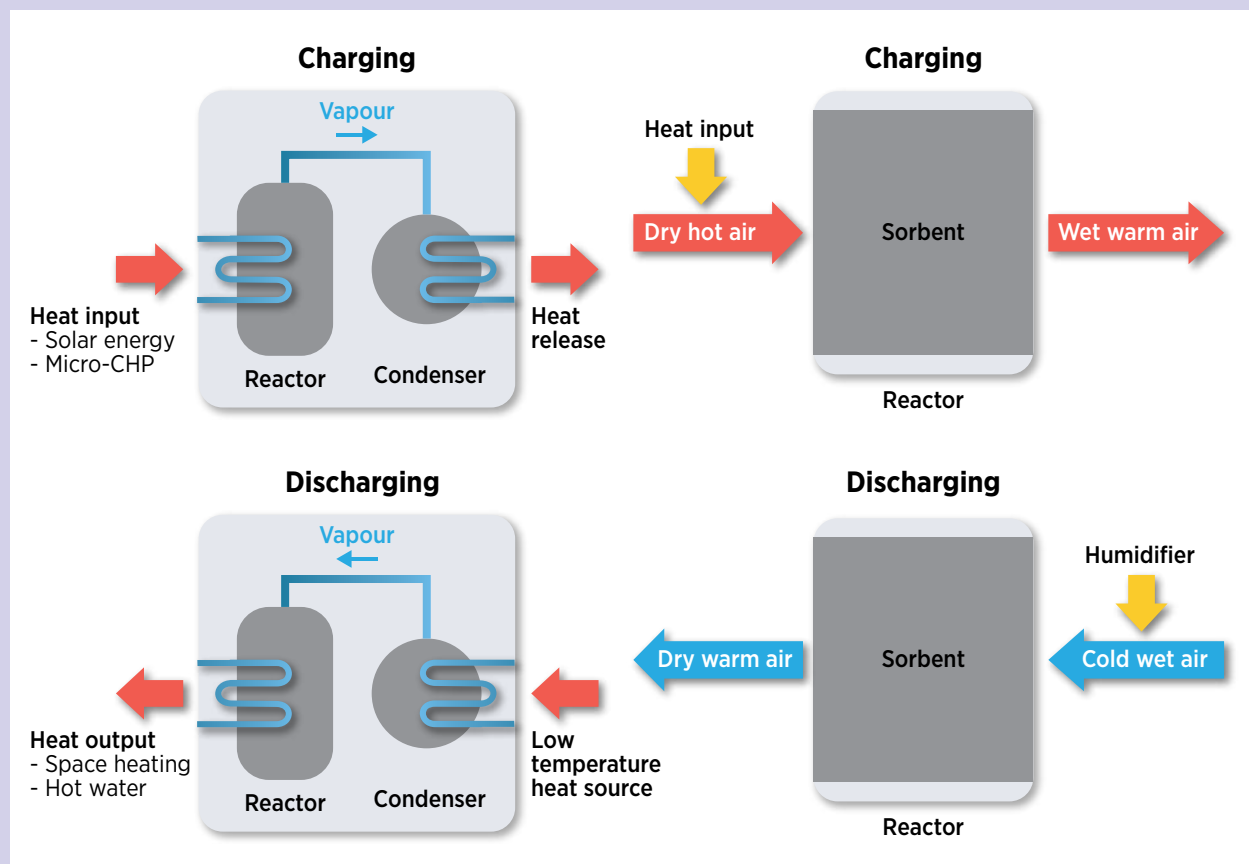 Charging
Vapour
Heat input
- Solar energy
- Micro-CHP
Reactor
Condenser
Heat
release
Charging
Heat input
Dry hot air
Sorbent
Wet warm air
Reactor
Discharging
Vapour
Heat output
- Space heating
- Hot water
Reactor
Condenser
Low
temperature
heat source
Discharging
Humidifier
Dry warm air
Sorbent
Cold wet air
Reactor